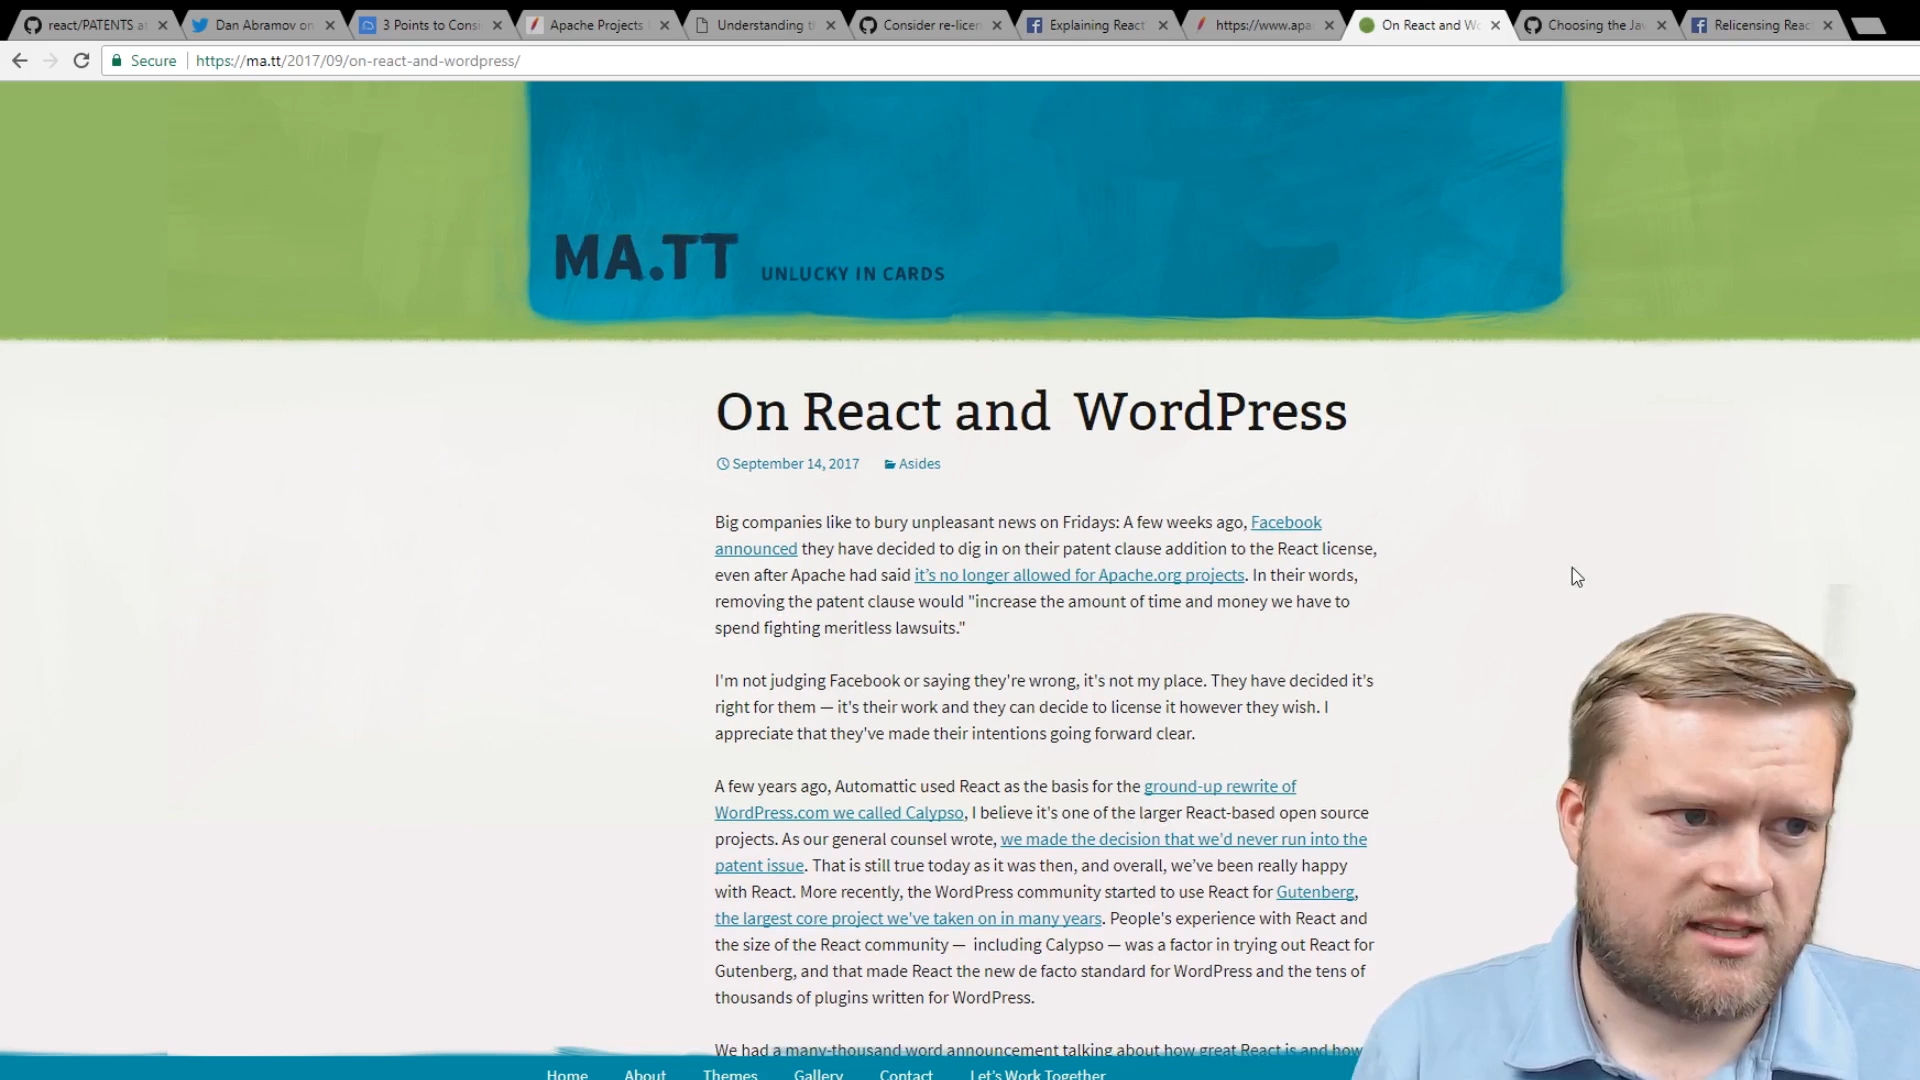 react/PATENTS at
Dan Abramov on
3 Points to Consi
Apache Projects
Understanding t
Consider re-licen
Explaining React'
https://www.apa
On React and Wo
Choosing the Jav
Relicensing Reac
Secure https://ma.tt/2017/09/on-react-and-wordpress/
MA.TT UNLUCKY IN CARDS
On React and WordPress
September 14, 2017 Asides
Big companies like to bury unpleasant news on Fridays: A few weeks ago, Facebook
announced they have decided to dig in on their patent clause addition to the React license,
even after Apache had said it's no longer allowed for Apache.org projects. In their words,
removing the patent clause would "increase the amount of time and money we have to
spend fighting meritless lawsuits."
I'm not judging Facebook or saying they're wrong, it's not my place. They have decided it's
right for them — it's their work and they can decide to license it however they wish. I
appreciate that they've made their intentions going forward clear.
A few years ago, Automattic used React as the basis for the ground-up rewrite of
WordPress.com we called Calypso, I believe it's one of the larger React-based open source
projects. As our general counsel wrote, we made the decision that we'd never run into the
patent issue. That is still true today as it was then, and overall, we've been really happy
with React. More recently, the WordPress community started to use React for Gutenberg,
the largest core project we've taken on in many years. People's experience with React and
the size of the React community — including Calypso — was a factor in trying out React for
Gutenberg, and that made React the new de facto standard for WordPress and the tens of
thousands of plugins written for WordPress.
We had a many-thousand word announcement talking about how great React is and how
Home About Themes Gallery Contact Let's Work Together